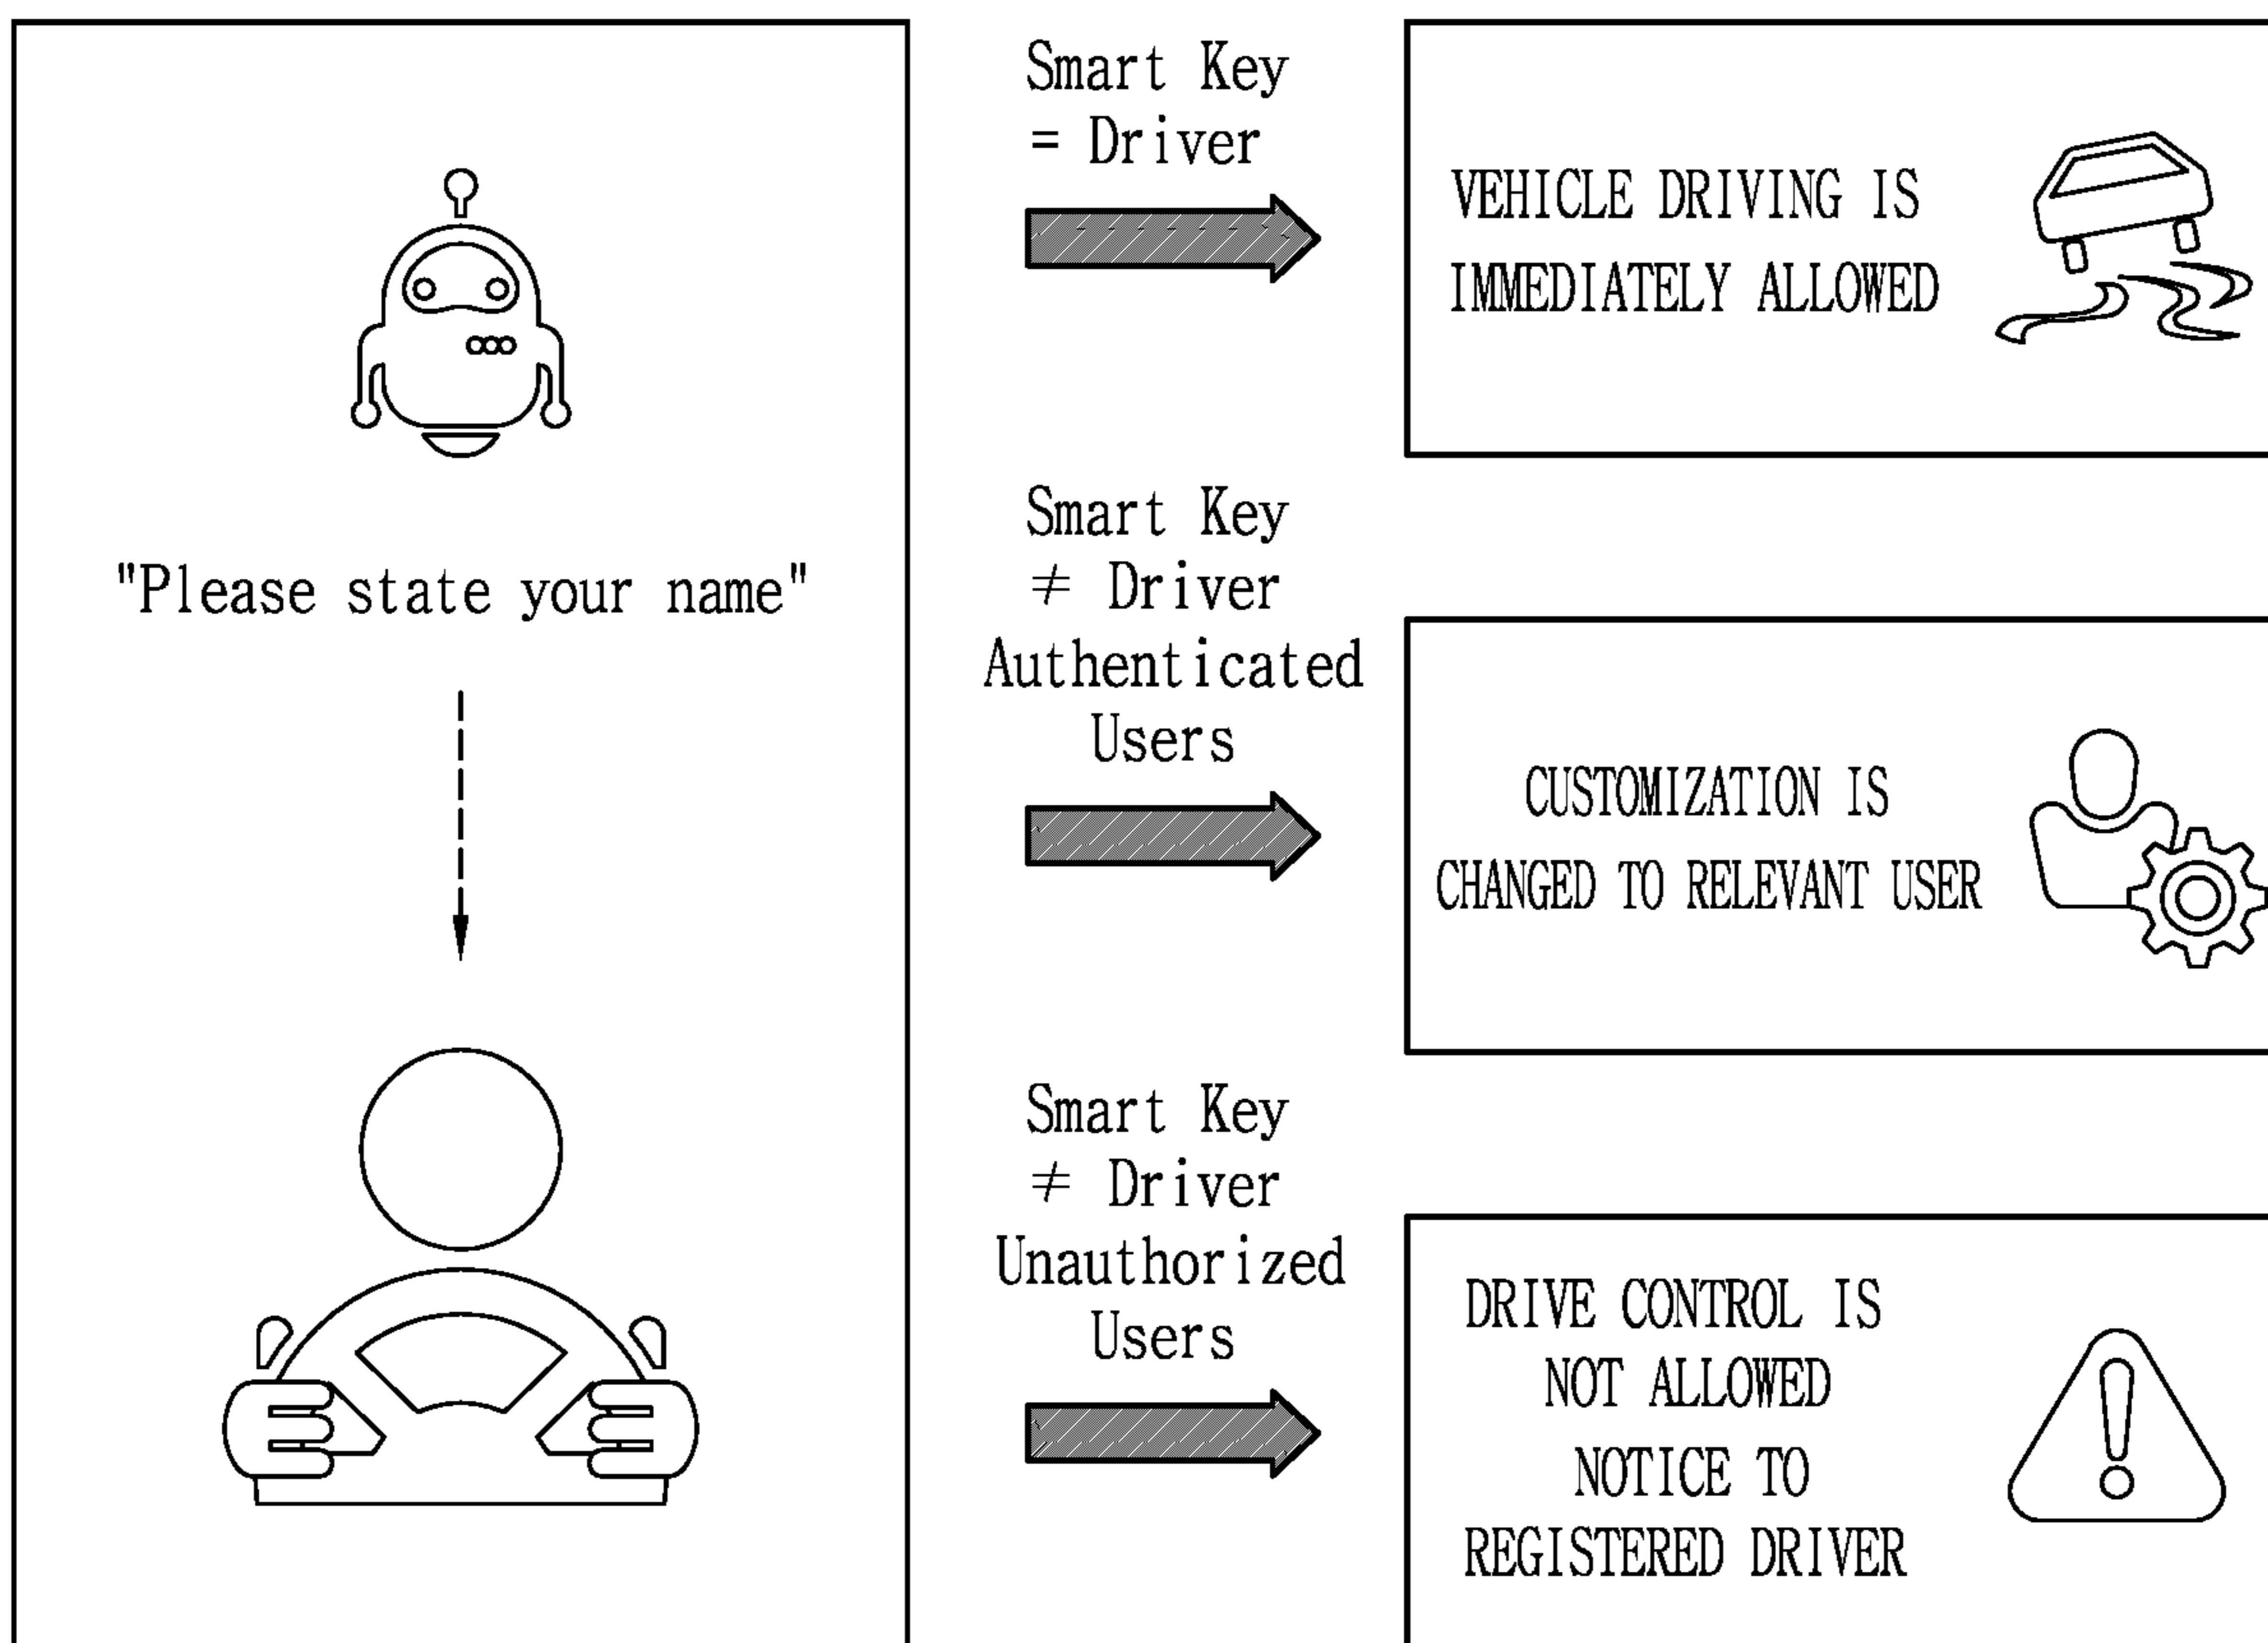 "Please state your name"
Smart Key
= Driver
VEHICLE DRIVING IS
IMMEDIATELY ALLOWED
Smart Key
≠ Driver
Authenticated
Users
CUSTOMIZATION IS
CHANGED TO RELEVANT USER
Smart Key
≠ Driver
Unauthorized
Users
DRIVE CONTROL IS
NOT ALLOWED
NOTICE TO
REGISTERED DRIVER